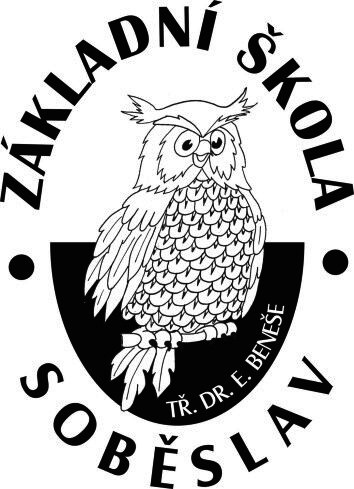 ZÁKLADNÍ ŠKOLA
TŘ. DR. E. BENEŠE
SOBĚSLAV